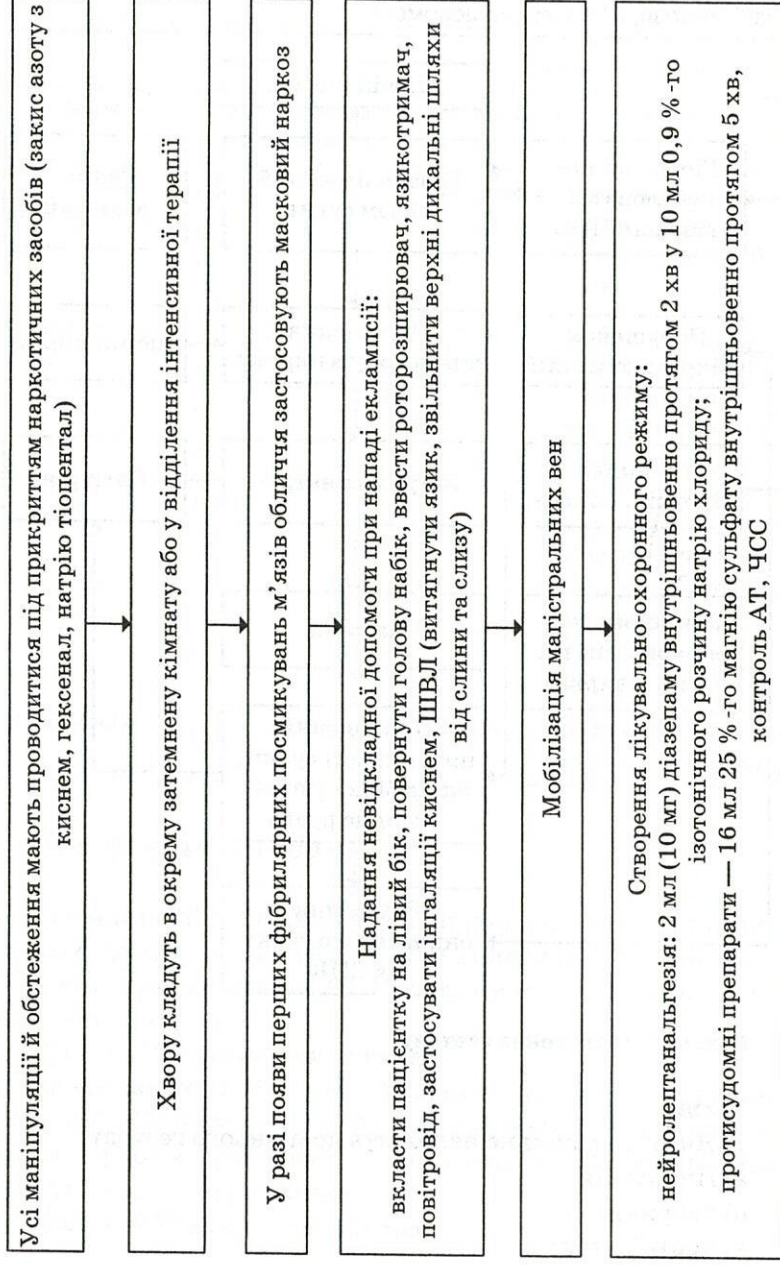 Усі маніпуляції й обстеження мають проводитися під прикриттям наркотичних засобів (закис азоту з
киснем, гексенал, натрію тіопентал)
Хвору кладуть в окрему затемнену кімнату або у відділення інтенсивної терапії
У разі появи перших фібрилярних посмикувань м’язів обличчя застосовують масковий наркоз
Надання невідкладної допомоги при нападі еклампсії:
вкласти пацієнтку на лівий бік, повернути голову набік, ввести роторозширювач, язикотримач,
повітровід, застосувати інгаляції киснем, ШВЛ (витягнути язик, звільнити верхні дихальні шляхи
від слини та слизу)
Мобілізація магістральних вен
Створення лікувально-охоронного режиму:
нейролептанальгезія: 2 мл (10 мг) діазепаму внутрішньовенно протягом 2 хв у 10 мл 0,9 % -го
ізотонічного розчину натрію хлориду;
протисудомні препарати — 16 мл 25 % -го магнію сульфату внутрішньовенно протягом 5 хв,
контроль АТ, ЧСС